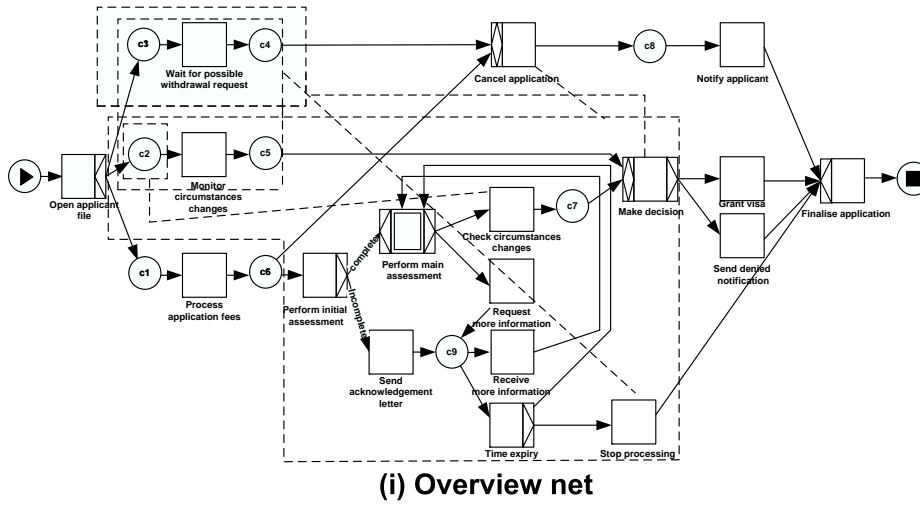 c3
c4
Wait for possible
withdrawal request
Cancel application
c8
Notify applicant
c2
c5
Monitor
circumstances
changes
Open applicant
file
Make decision
Grant visa
Finalise application
Send denied
notification
c7
Check circumstances
changes
complete
Perform main
assessment
c1
c6
Process
application fees
Perform initial
assessment
Incomplete
Request
more information
c9
Send
acknowledgement
letter
Receive
more information
Time expiry
Stop processing
(i) Overview net